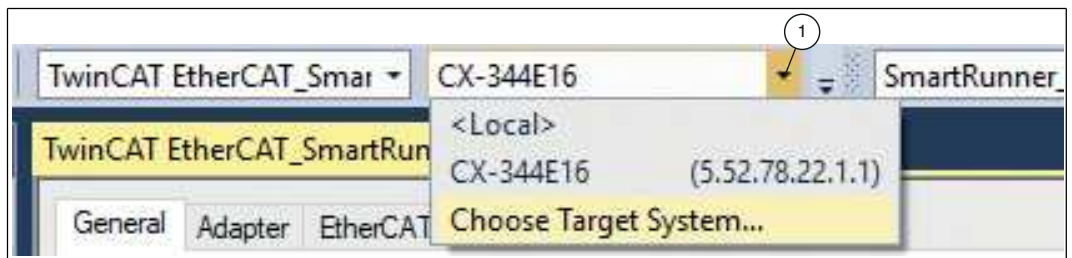 1
TwinCAT EtherCAT_Smar CX-344E16 SmartRunner_
<Local>
TwinCAT EtherCAT_SmartRun
CX-344E16 (5.52.78.22.1.1)
General Adapter EtherCAT Choose Target System...